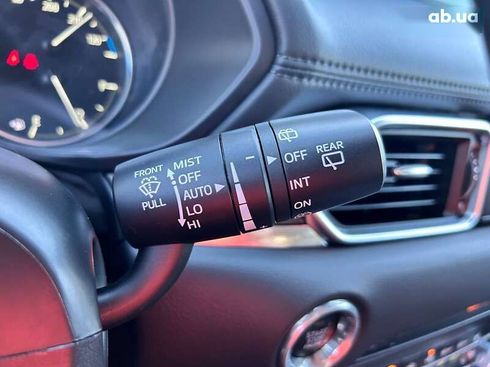 ab.ua
FRONT
PULL
MIST
OFF
AUTO
LO
HI
OFF
REAR
INT
ON